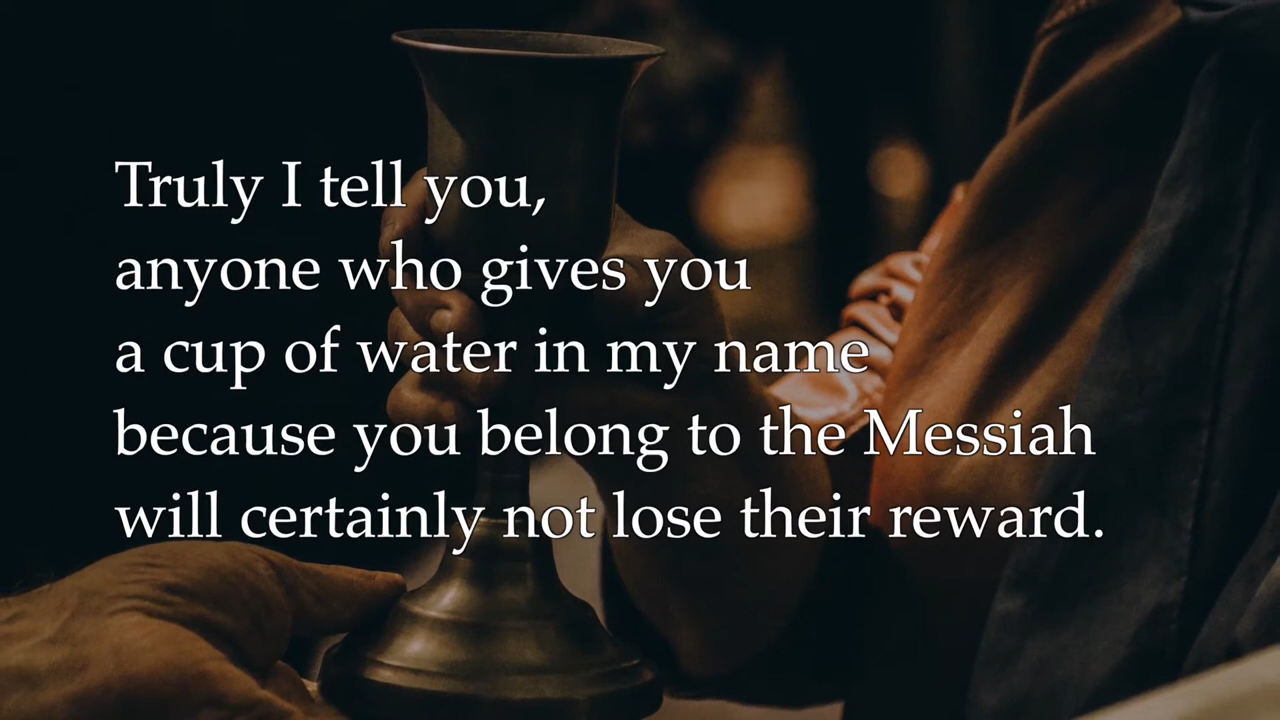 Truly I tell you,
anyone who gives you
a cup of water in my name
because you belong to the Messiah
will certainly not lose their reward.